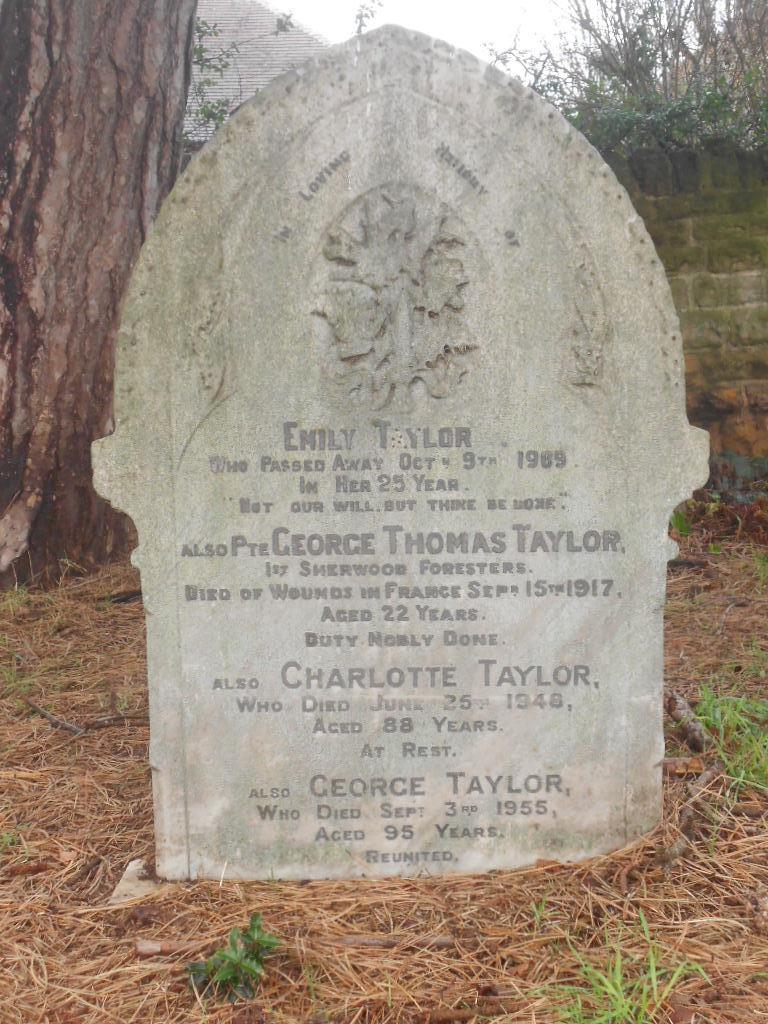 IN LOVING MEMORY OF
EMILY TAYLOR
WHO PASSED AWAY OCTR 9TH 1909.
IN HER 25 YEAR.
"NOT OUR WILL, BUT THINE BE DONE".
ALSO PTE GEORGE THOMAS TAYLOR,
1ST SHERWOOD FORESTERS.
DIED OF WOUNDS IN FRANCE SEPR 15TH 1917,
AGED 22 YEARS.
DUTY NOBLY DONE.
ALSO CHARLOTTE TAYLOR,
WHO DIED JUNE 25TH 1948,
AGED 88 YEARS.
AT REST.
ALSO GEORGE TAYLOR,
WHO DIED SEPT 3RD 1955,
AGED 95 YEARS.
REUNITED.